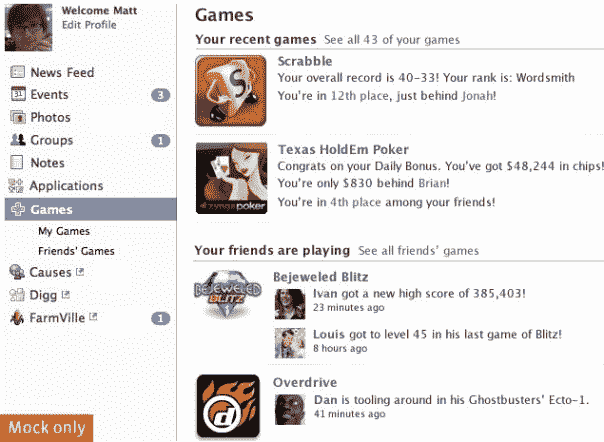 Welcome Matt
Edit Profile
News Feed
Events 3
Photos
Groups 1
Notes
Applications
Games
My Games
Friends' Games
Causes
Digg
FarmVille 1
Mock only
Games
Your recent games See all 43 of your games
Scrabble
Your overall record is 40-33! Your rank is: Wordsmith
You're in 12th place, just behind Jonah!
Texas HoldEm Poker
Congrats on your Daily Bonus. You've got $48,244 in chips!
You're only $830 behind Brian!
You're in 4th place among your friends!
zyngapoker
Your friends are playing See all friends' games
BEJEWELED
BLITZ
Bejeweled Blitz
Ivan got a new high score of 385,403!
23 minutes ago
Louis got to level 45 in his last game of Blitz!
8 hours ago
Overdrive
Dan is tooling around in his Ghostbusters' Ecto-1.
41 minutes ago